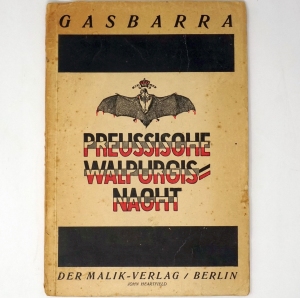 GASBARRA
PREUSSISCHE
WALPURGIS=
NACHT
DER MALIK-VERLAG / BERLIN
JOHN HEARTFIELD